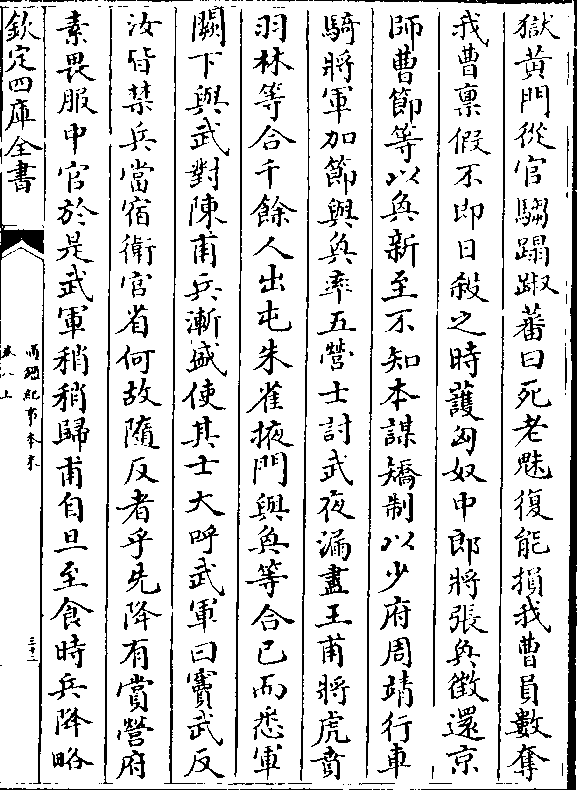 獄黃門從官騶蹋踧蕃曰死老魅復能損我曹員數奪
我曹禀假不即日殺之時護匈奴中郎將張奐徵還京
師曹節等以奐新至不知本謀矯制以少府周靖行車
騎將軍加節與奐率五營士討武夜漏盡王甫將虎賁
羽林等合千餘人出屯朱雀掖門與奐等合已而悉軍
闕下與武對陳甫兵漸盛使其士大呼武軍曰竇武反
汝皆禁兵當宿衛宫省何故隨反者乎先降有賞營府
素畏服中官於是武軍稍稍歸甫自旦至食時兵降略
欽定四庫全書
通鑑紀事本末
卷八上
三十二